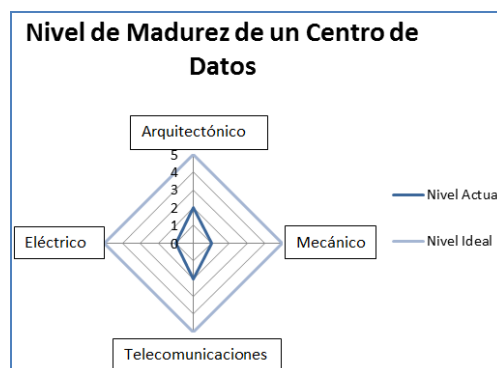 Nivel de Madurez de un Centro de
Datos
Arquitectónico
5
4
3
2
1
0
Eléctrico
Mecánico
Telecomunicaciones
Nivel Actua
Nivel Ideal